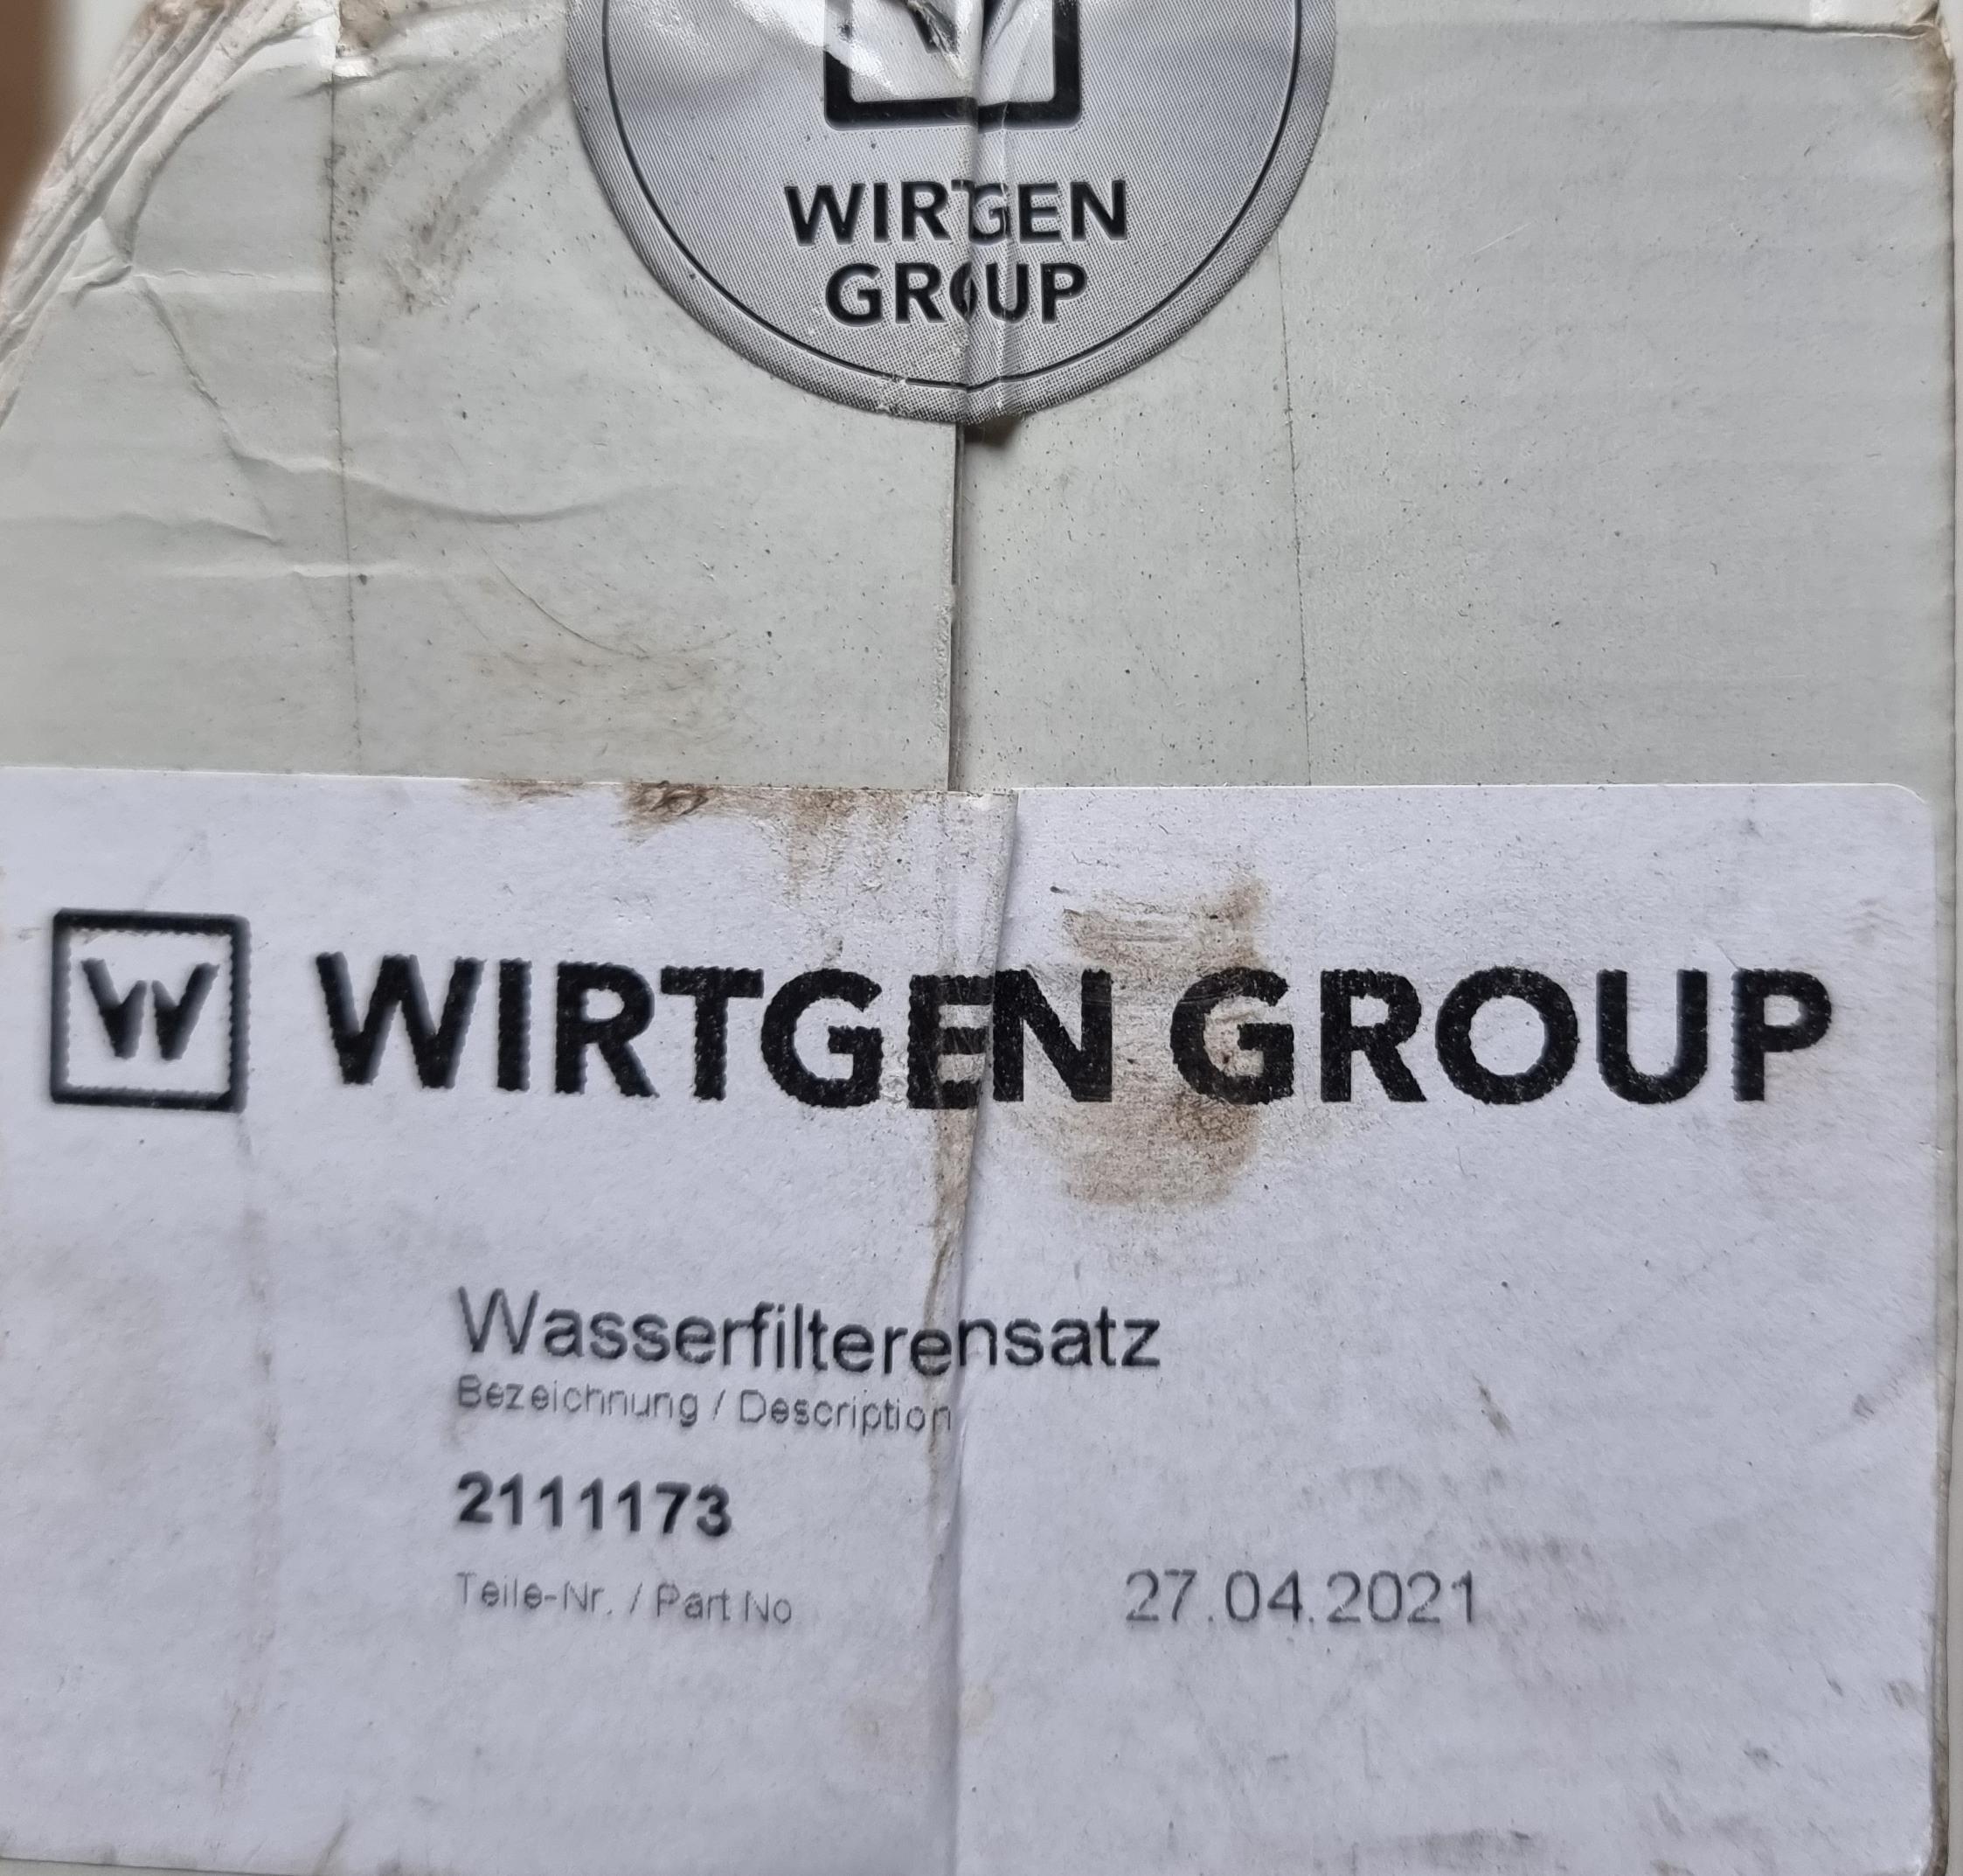 WIRTGEN
GROUP
W WIRTGEN GROUP
Wasserfilterensatz
Bezeichnung / Description
2111173
Teile-Nr. / Part No
27.04.2021